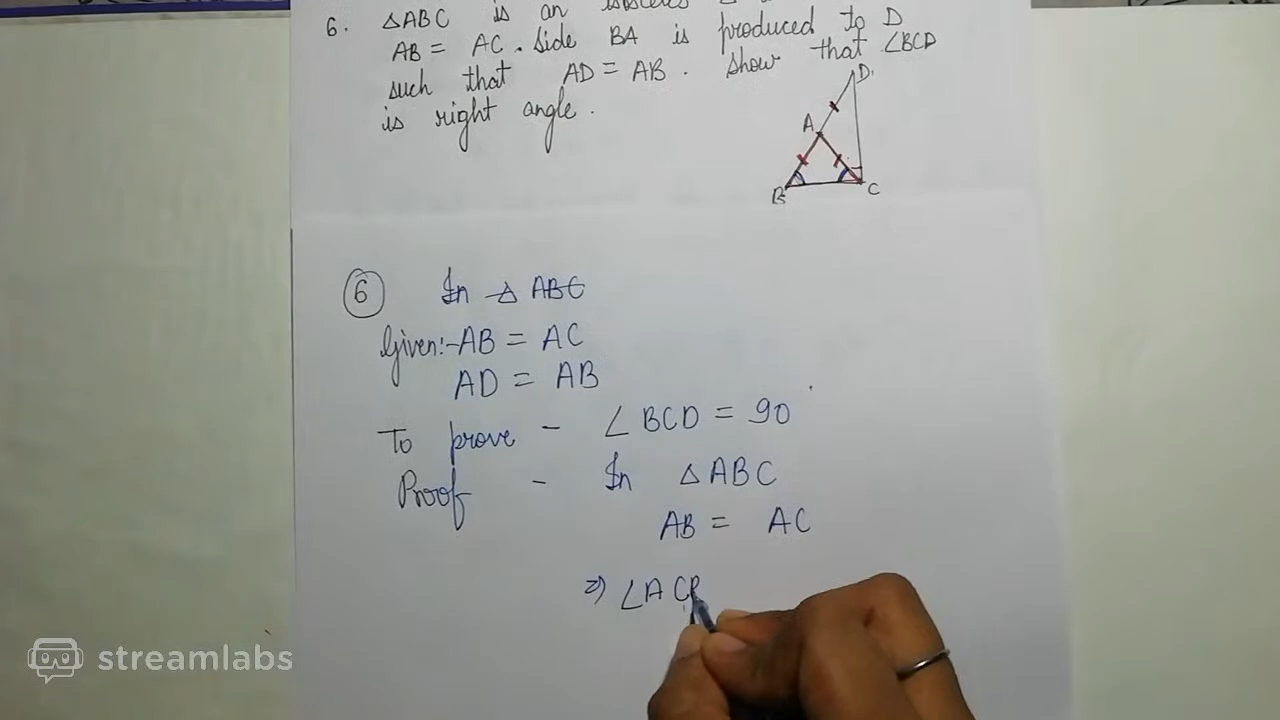 6. △ABC is an isosceles △
AB = AC. Side BA is produced to D
such that AD = AB. Show that ∠BCD
is right angle.
D
A
B
C
6 In △ ABC
Given:- AB = AC
AD = AB
To prove - ∠BCD = 90
Proof - In △ABC
AB = AC
⇒ ∠ACB
streamlabs